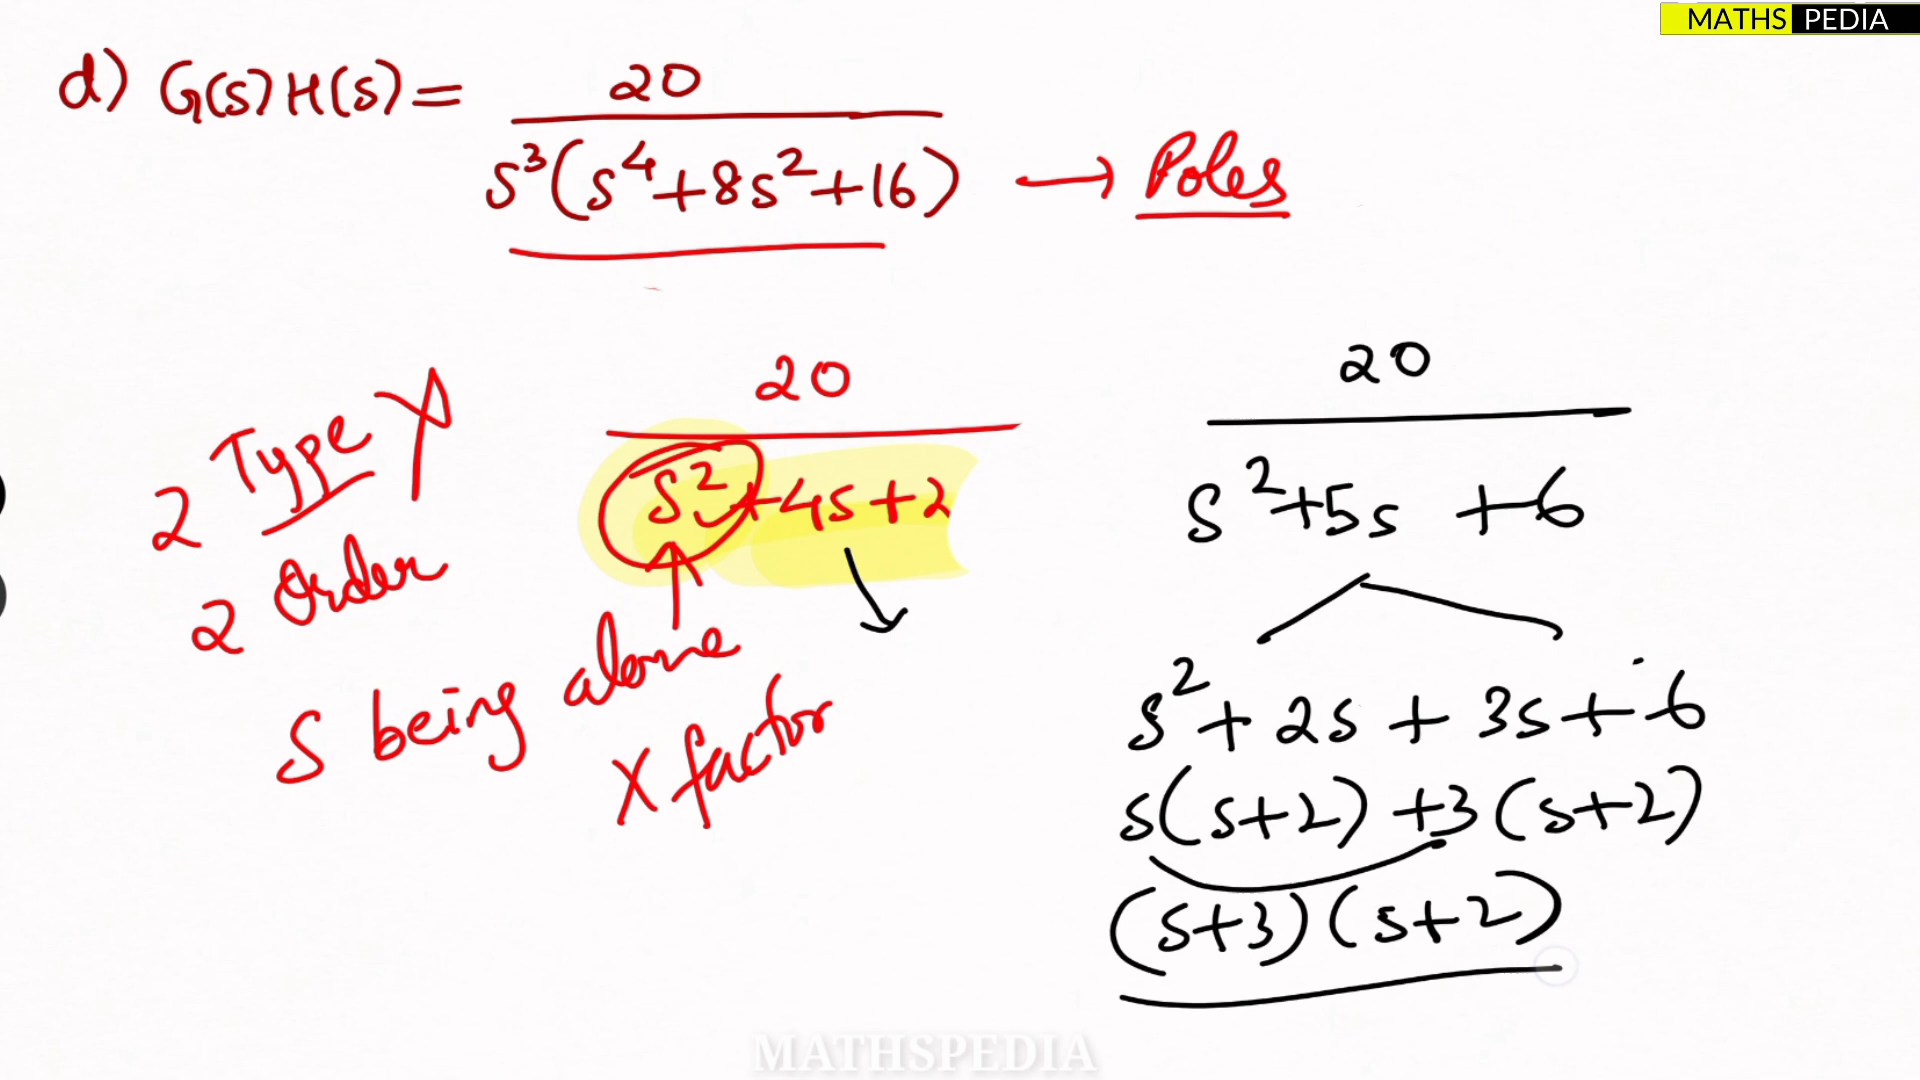 MATHS PEDIA
d) G(s)H(s) = 20
s³(s⁴+8s²+16) → Poles
2 Type X
2 Order
20
s²+4s+2
S being alone
X factor
20
s²+5s+6
s²+2s+3s+6
s(s+2)+3(s+2)
(s+3)(s+2)
MATHSPEDIA